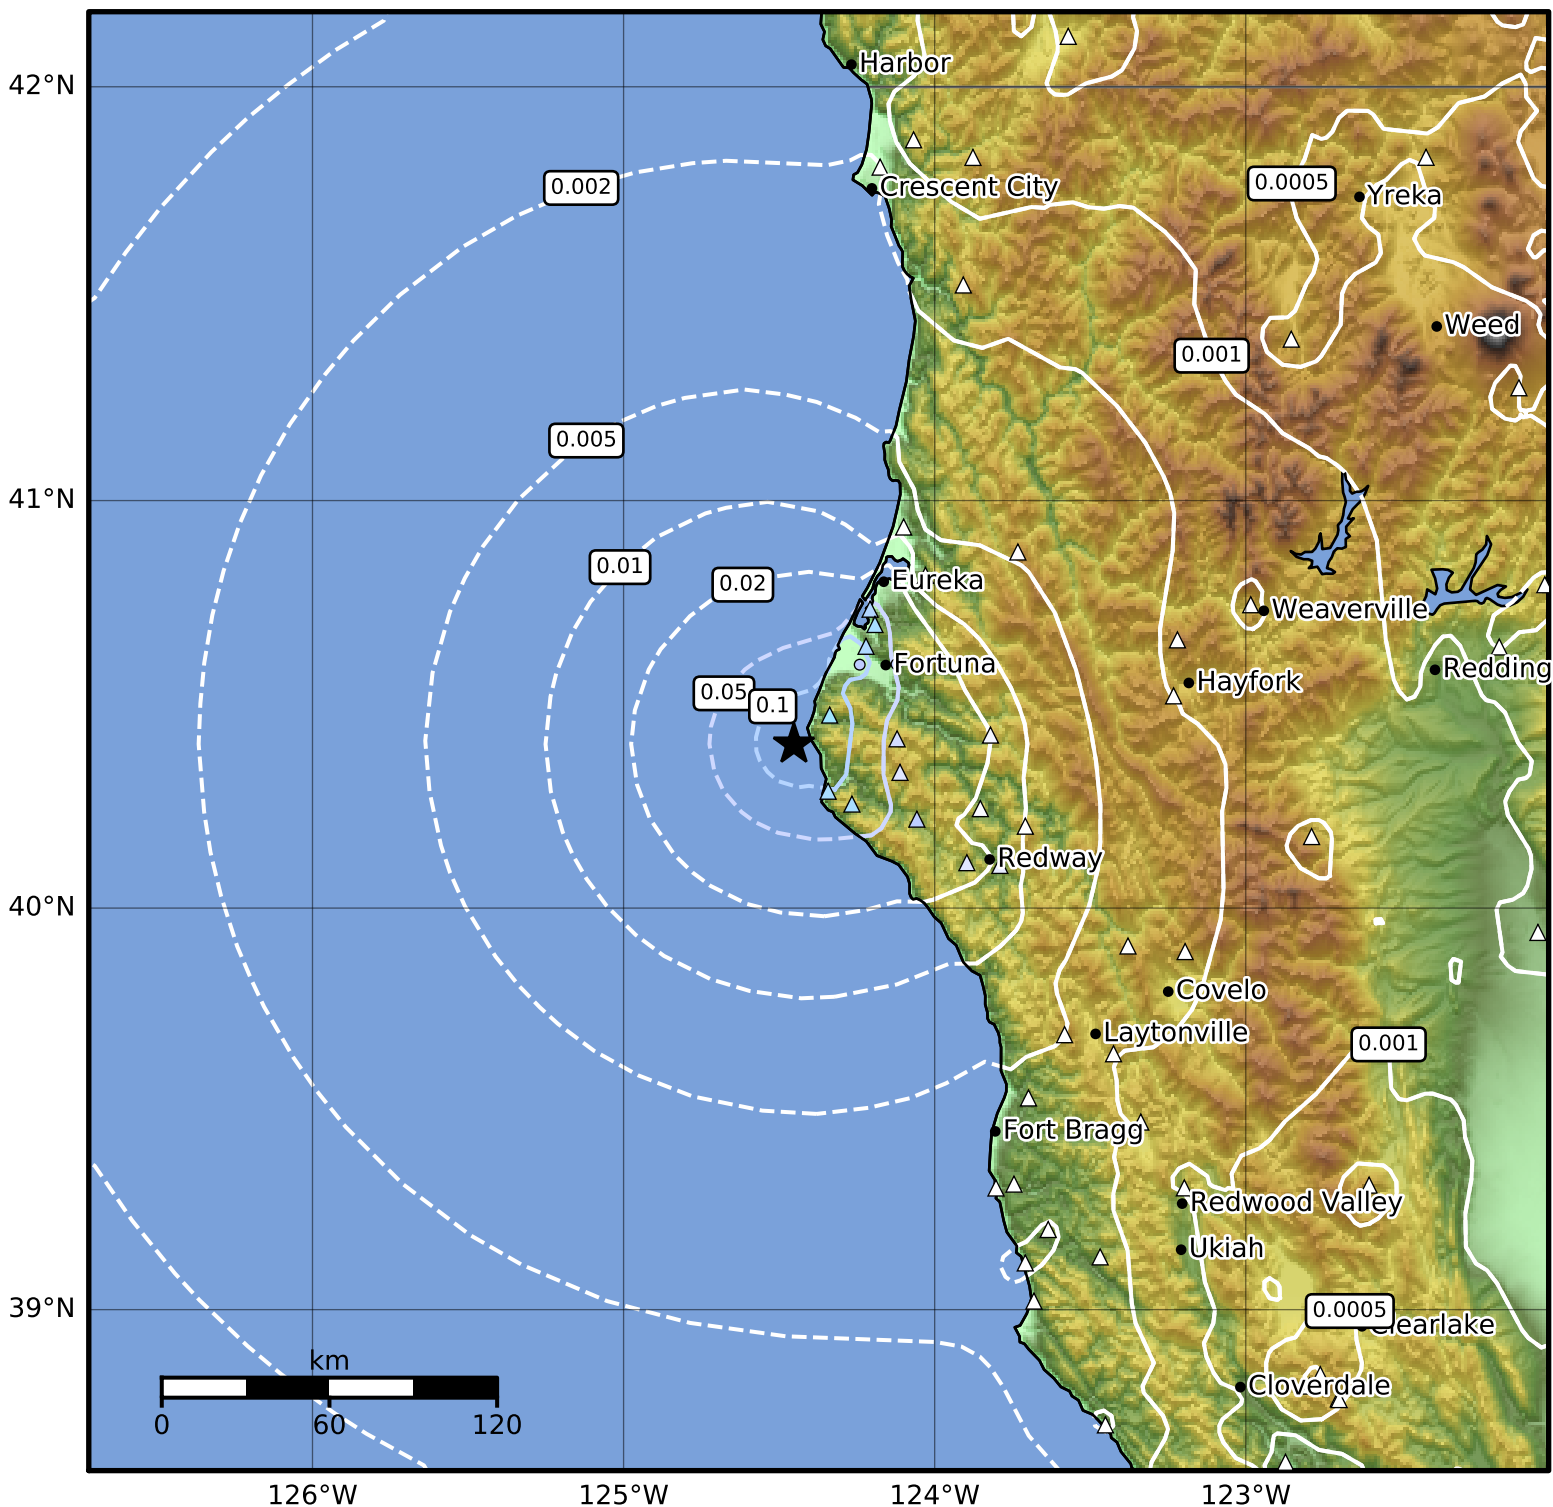 Harbor
42°N
0.002
Crescent City
0.0005
Yreka
Weed
0.001
0.005
41°N
0.01
0.02
Eureka
Weaverville
Fortuna
Redding
Hayfork
0.05
0.1
Redway
40°N
Covelo
Laytonville
0.001
Fort Bragg
Redwood Valley
Ukiah
39°N
0.0005
Clearlake
km
Cloverdale
0
60
120
126°W
125°W
124°W
123°W